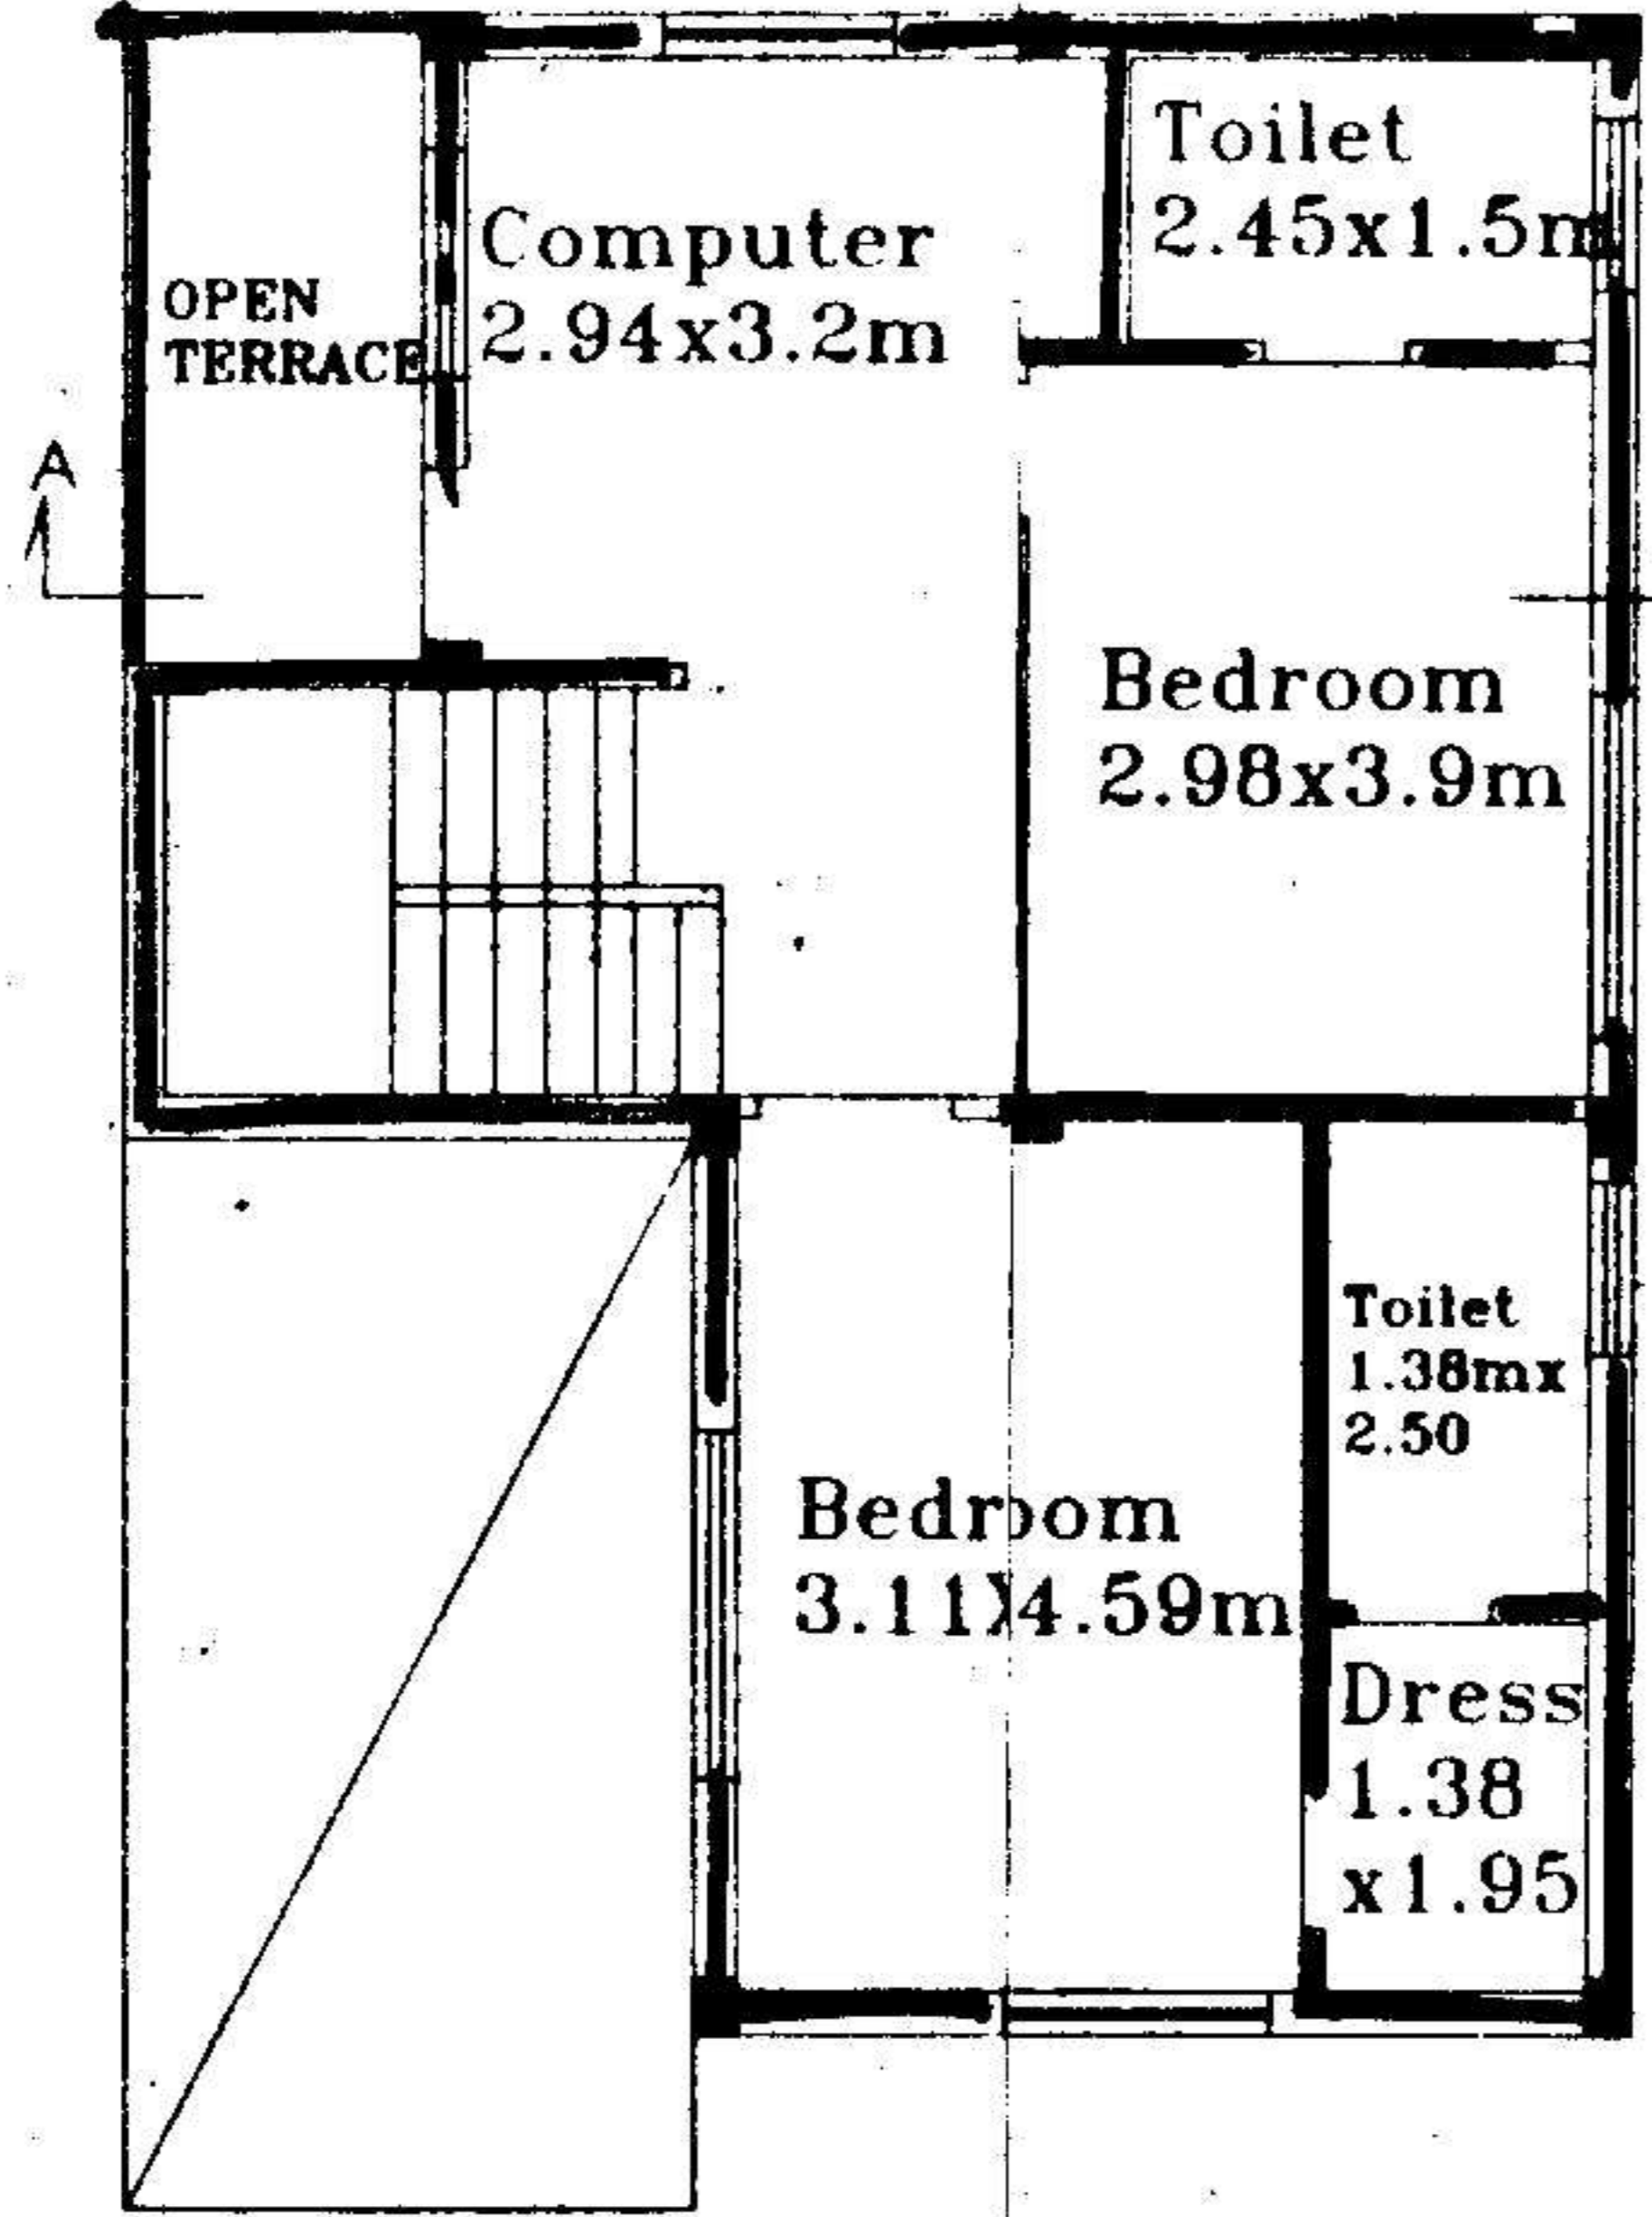 Toilet
2.45x1.5m
Computer
2.94x3.2m
OPEN
TERRACE
A
Bedroom
2.98x3.9m
Toilet
1.38mx
2.50
Bedroom
3.11x4.59m
Dress
1.38
x1.95